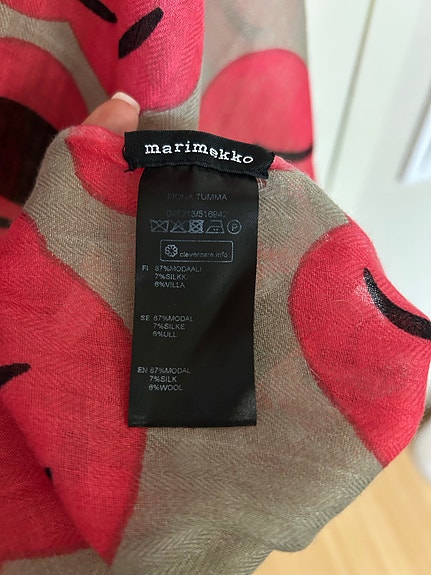 marimekko
TUMMA
clevercare.info
FI 87%MODAALI
7%SILKKI
6%VILLA
SE 87%MODAL
7%SILKE
6%ULL
EN 87%MODAL
7%SILK
6%WOOL